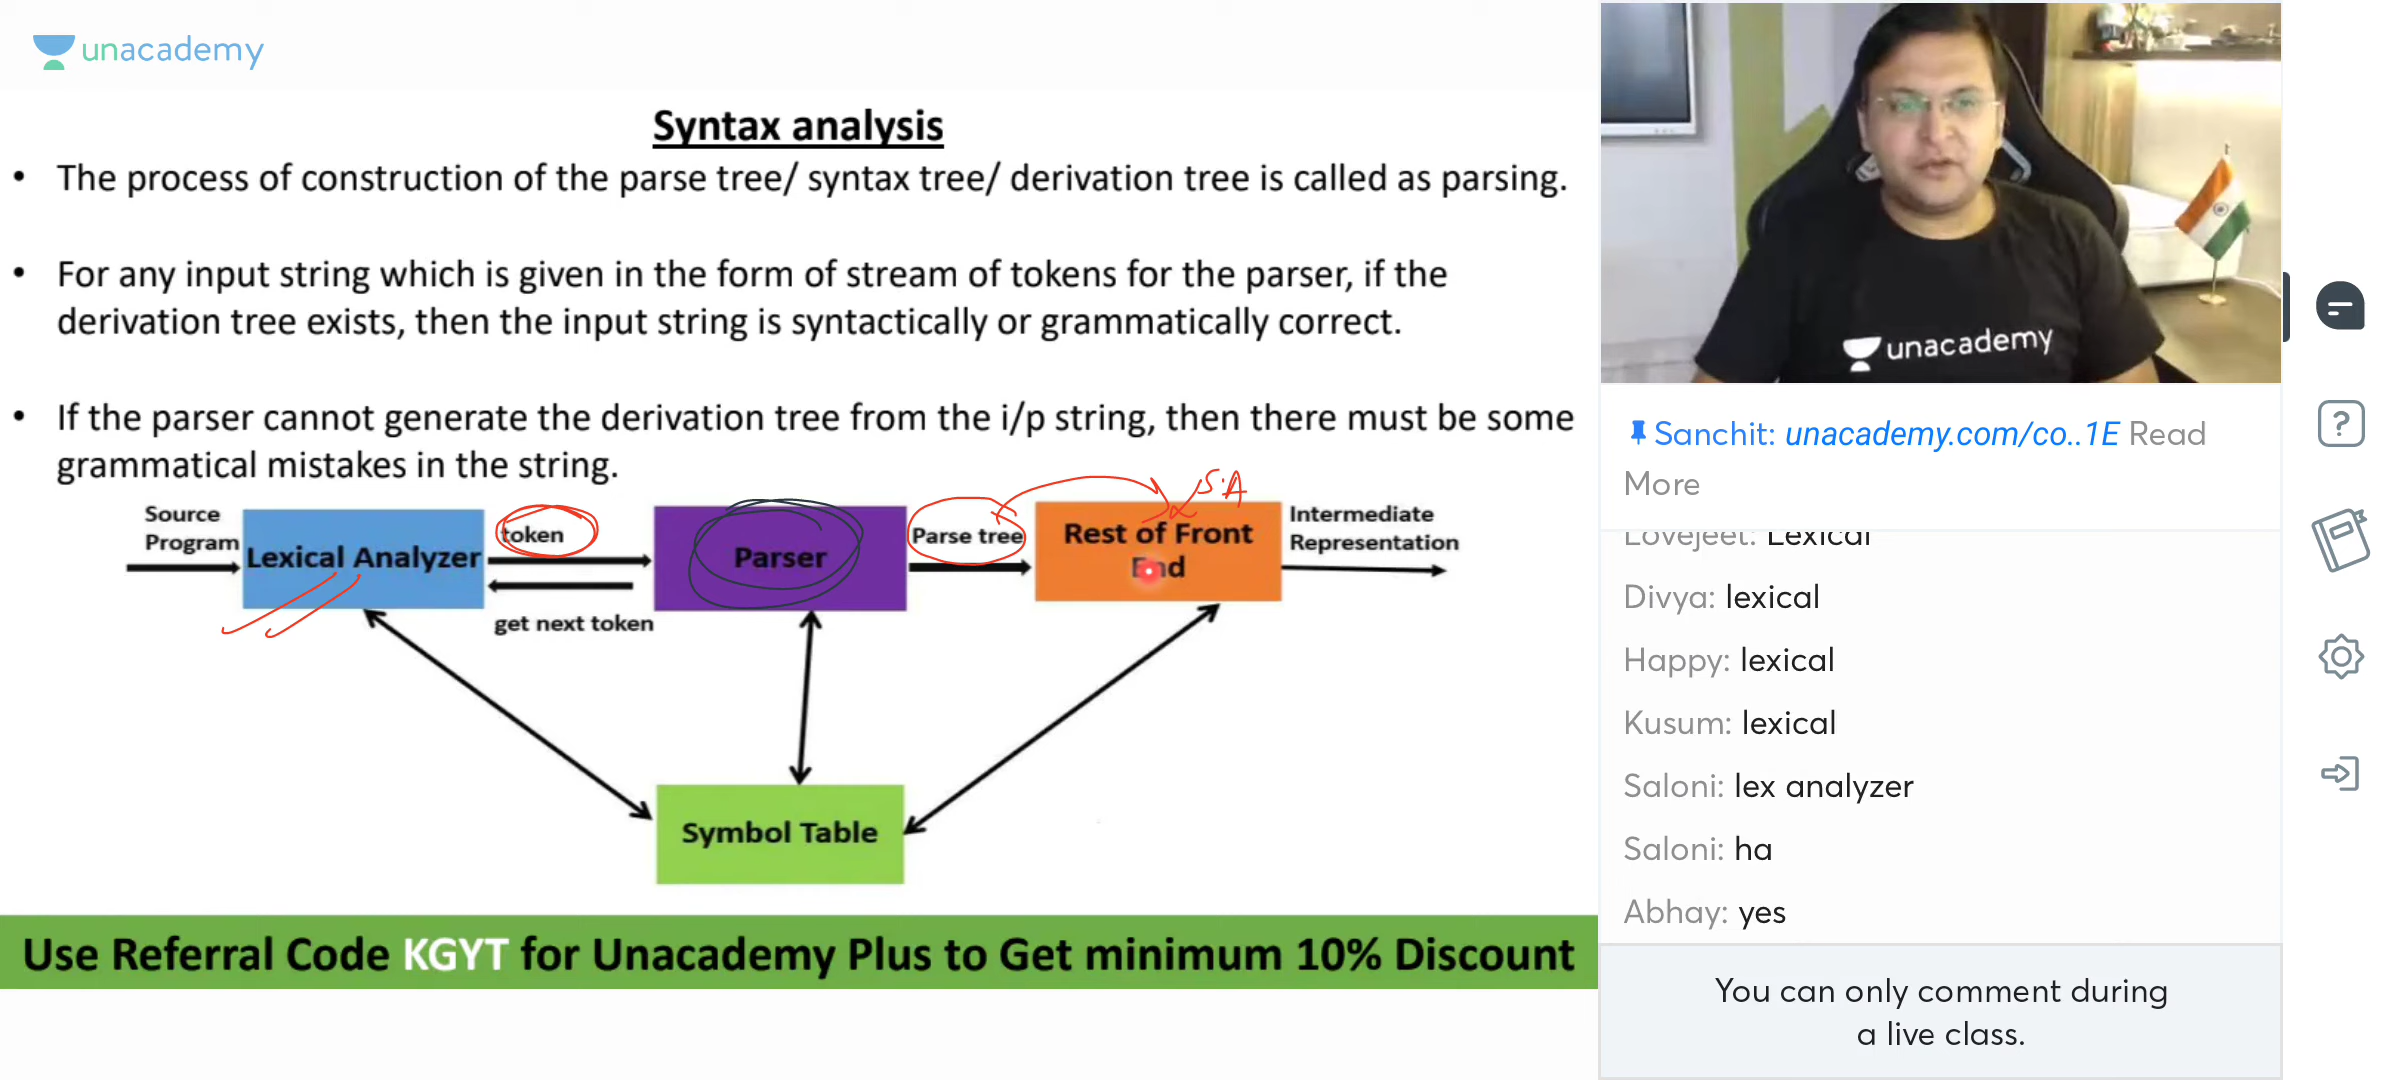 unacademy
Syntax analysis
• The process of construction of the parse tree/ syntax tree/ derivation tree is called as parsing.
• For any input string which is given in the form of stream of tokens for the parser, if the
derivation tree exists, then the input string is syntactically or grammatically correct.
• If the parser cannot generate the derivation tree from the i/p string, then there must be some
grammatical mistakes in the string.
Source
Program
Lexical Analyzer
token
get next token
Parser
Parse tree
S.A
Rest of Front
End
Intermediate
Representation
Symbol Table
Use Referral Code KGYT for Unacademy Plus to Get minimum 10% Discount
unacademy
Sanchit: unacademy.com/co..1E Read
More
Lovejeet: Lexical
Divya: lexical
Happy: lexical
Kusum: lexical
Saloni: lex analyzer
Saloni: ha
Abhay: yes
You can only comment during
a live class.
?